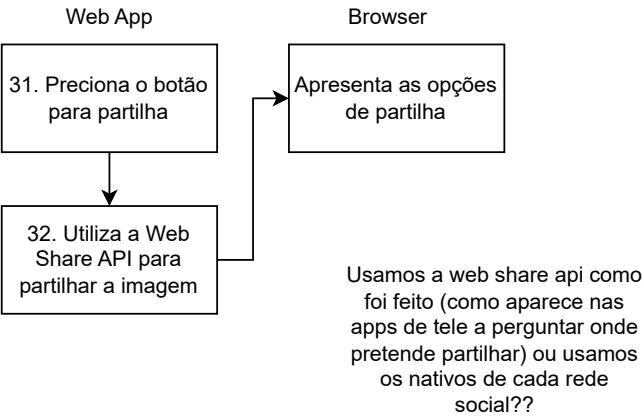 Web App
Browser
31. Preciona o botão
para partilha
Apresenta as opções
de partilha
32. Utiliza a Web
Share API para
partilhar a imagem
Usamos a web share api como
foi feito (como aparece nas
apps de tele a perguntar onde
pretende partilhar) ou usamos
os nativos de cada rede
social??